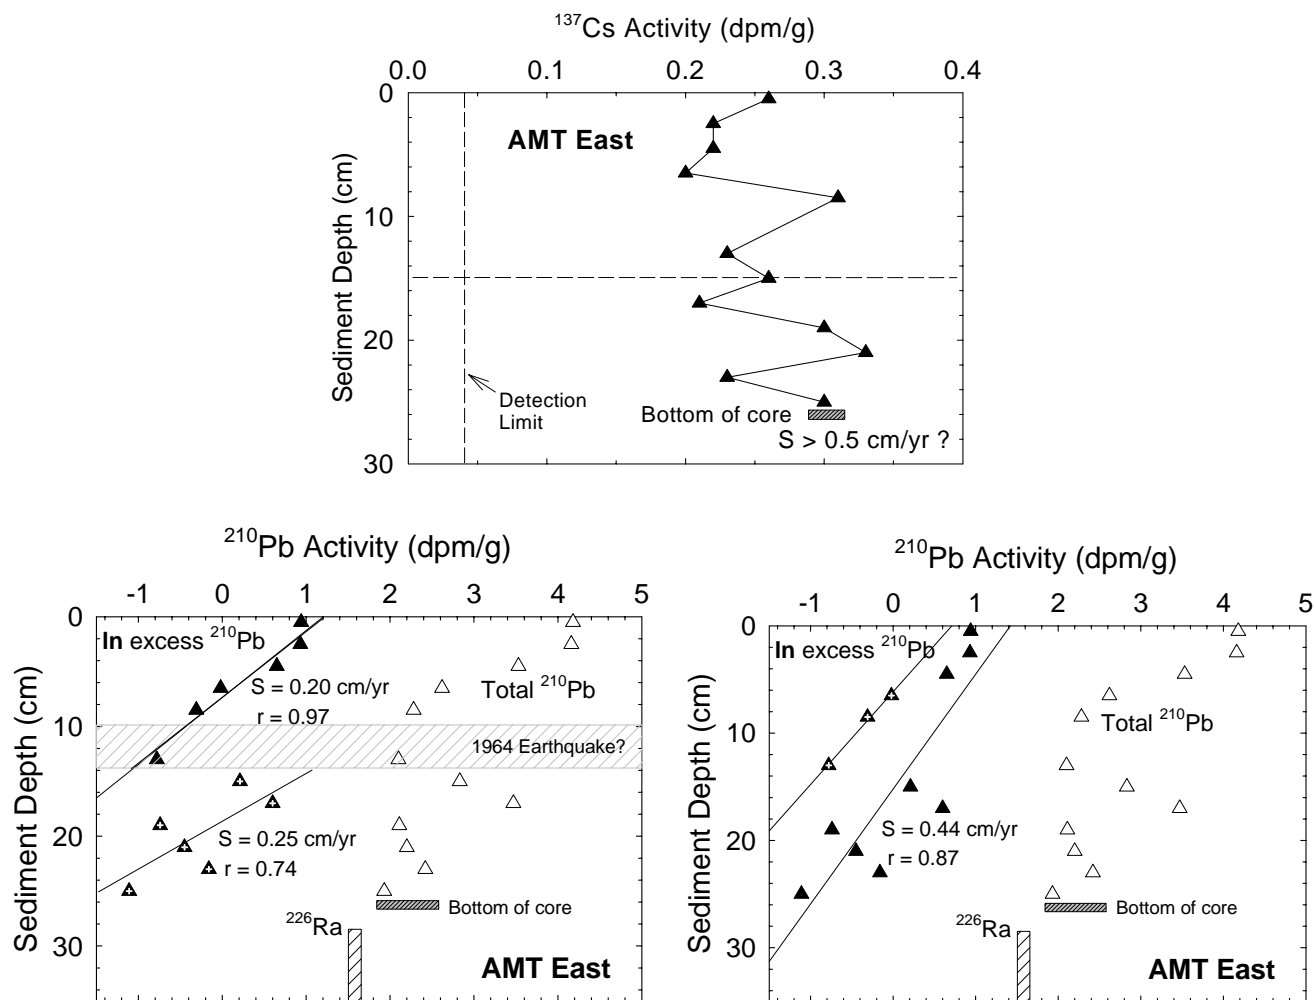 ¹³⁷Cs Activity (dpm/g)
0.0 0.1 0.2 0.3 0.4
0
10
20
30
Sediment Depth (cm)
AMT East
Detection
Limit
Bottom of core
S > 0.5 cm/yr ?
²¹⁰Pb Activity (dpm/g)
-1 0 1 2 3 4 5
0
10
20
30
Sediment Depth (cm)
In excess ²¹⁰Pb
S = 0.20 cm/yr
r = 0.97
Total ²¹⁰Pb
1964 Earthquake?
S = 0.25 cm/yr
r = 0.74
Bottom of core
²²⁶Ra
AMT East
²¹⁰Pb Activity (dpm/g)
-1 0 1 2 3 4 5
0
10
20
30
Sediment Depth (cm)
In excess ²¹⁰Pb
Total ²¹⁰Pb
S = 0.44 cm/yr
r = 0.87
Bottom of core
²²⁶Ra
AMT East